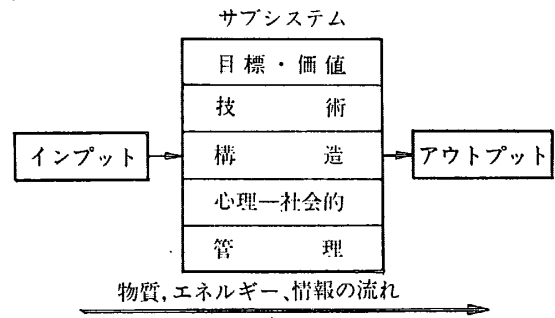 サブシステム
目標・価値
技術
インプット
構造
アウトプット
心理—社会的
管理
物質,エネルギー、情報の流れ